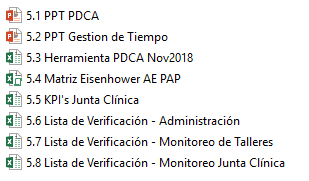 5.1 PPT PDCA
5.2 PPT Gestion de Tiempo
5.3 Herramienta PDCA Nov2018
5.4 Matriz Eisenhower AE PAP
5.5 KPI's Junta Clínica
5.6 Lista de Verificación - Administración
5.7 Lista de Verificación - Monitoreo de Talleres
5.8 Lista de Verificación - Monitoreo Junta Clínica